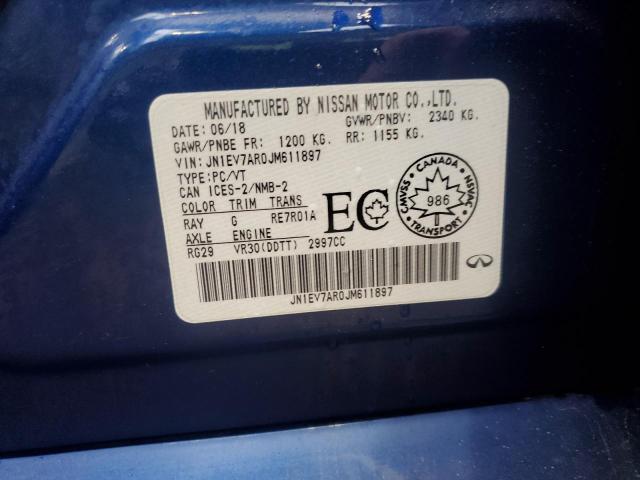 MANUFACTURED BY NISSAN MOTOR CO.,LTD.
DATE: 06/18 GVWR/PNBV: 2340 KG.
GAWR/PNBE FR: 1200 KG. RR: 1155 KG.
VIN: JN1EV7AR0JM611897
TYPE:PC/VT
CAN ICES-2/NMB-2
COLOR TRIM TRANS
RAY G RE7R01A
AXLE ENGINE
RG29 VR30(DDTT) 2997CC
EC
CANADA
CMVSS 986 NSVAC
TRANSPORT
JN1EV7AR0JM611897